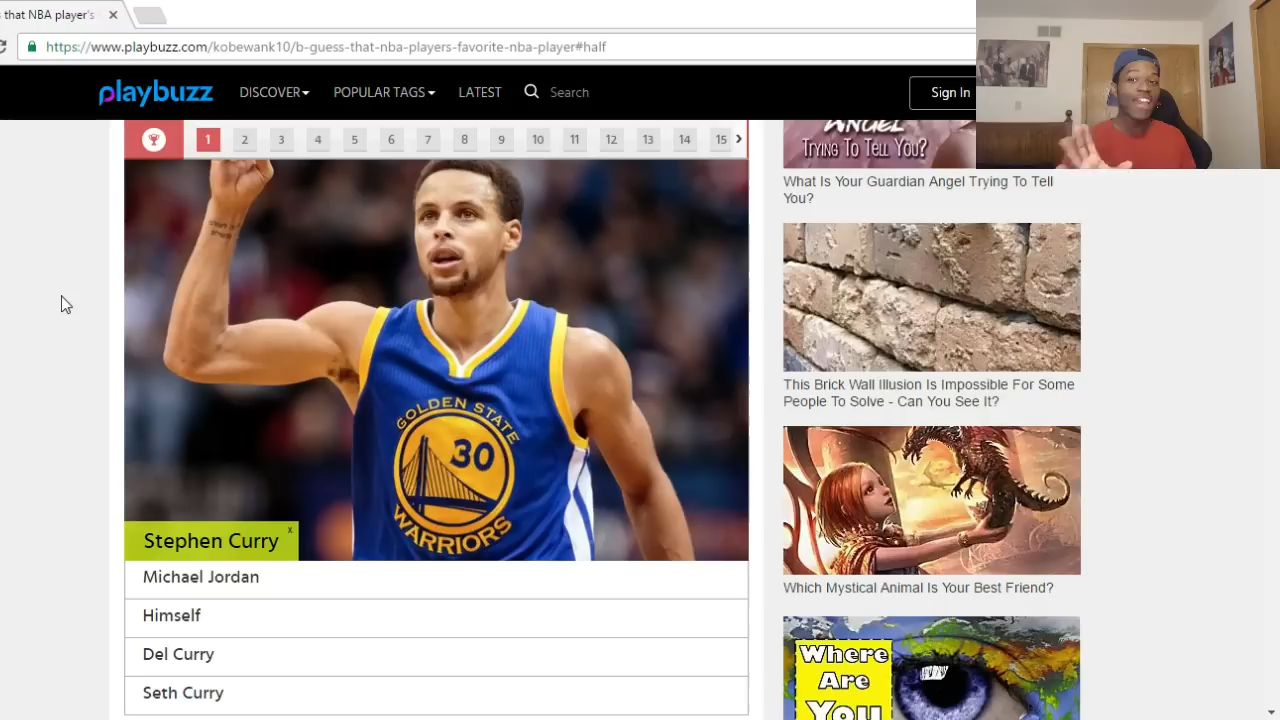 s that NBA player's
https://www.playbuzz.com/kobewank10/b-guess-that-nba-players-favorite-nba-player#half
playbuzz DISCOVER POPULAR TAGS LATEST Search Sign In
1 2 3 4 5 6 7 8 9 10 11 12 13 14 15
GOLDEN STATE
30
WARRIORS
Stephen Curry x
Michael Jordan
Himself
Del Curry
Seth Curry
ANGEL
TRYING TO TELL YOU?
What Is Your Guardian Angel Trying To Tell
You?
This Brick Wall Illusion Is Impossible For Some
People To Solve - Can You See It?
Which Mystical Animal Is Your Best Friend?
Where
Are
You